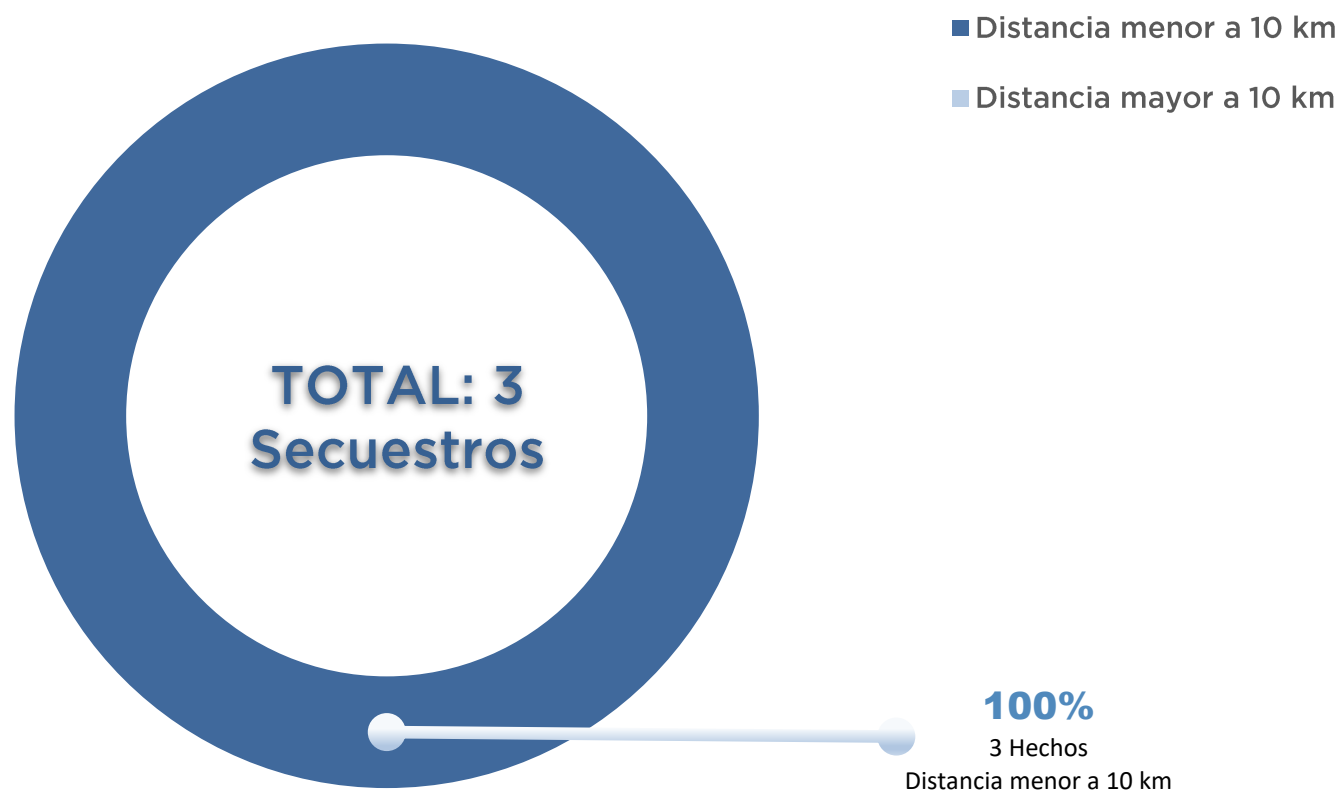 Distancia menor a 10 km
Distancia mayor a 10 km
TOTAL: 3
Secuestros
100%
3 Hechos
Distancia menor a 10 km